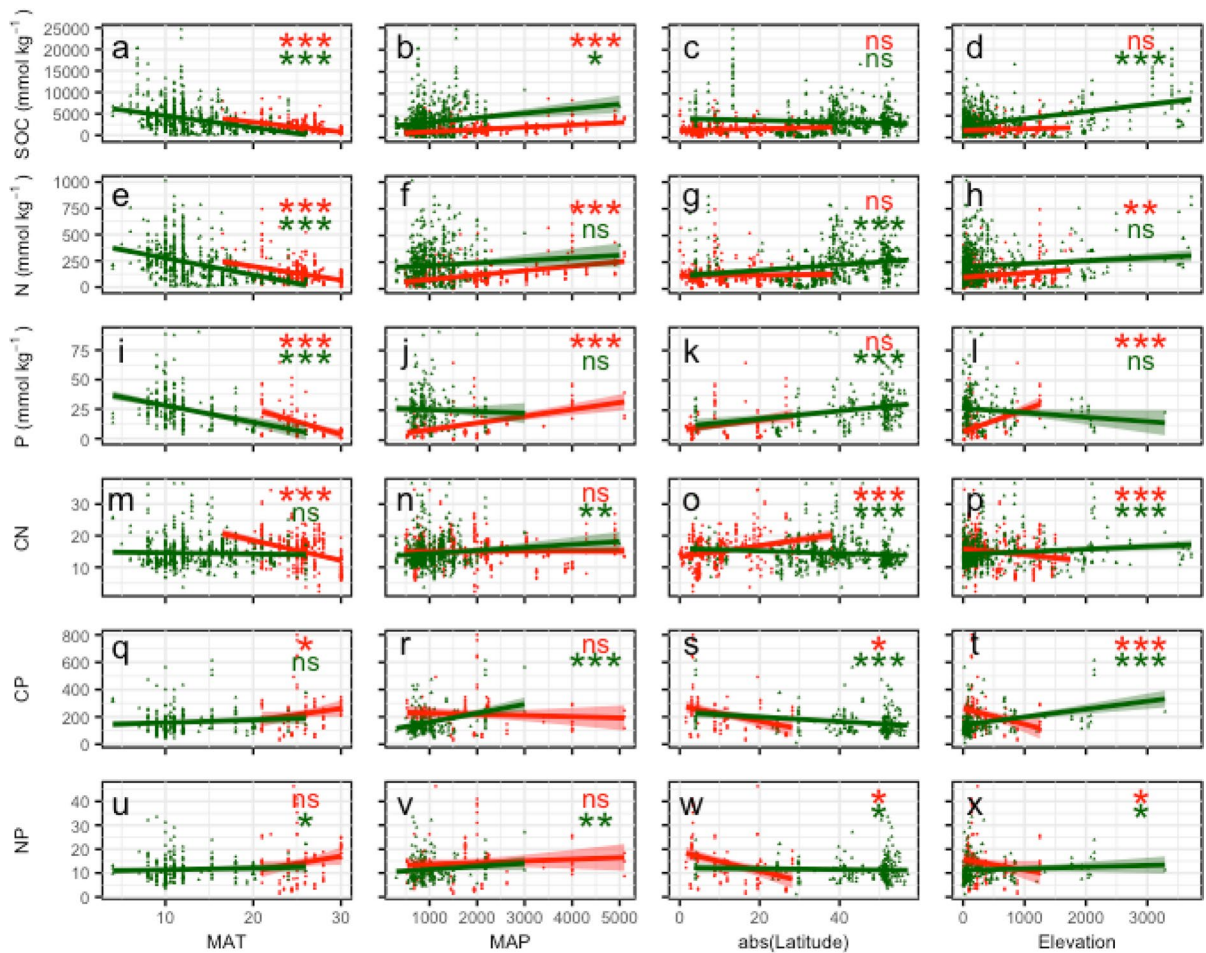 SOC (mmol kg⁻¹)
25000
20000
15000
10000
5000
0
a
***
***
b
***
*
c
ns
ns
d
ns
***
N (mmol kg⁻¹)
1000
750
500
250
0
e
***
***
f
***
ns
g
ns
***
h
**
ns
P (mmol kg⁻¹)
75
50
25
0
i
***
***
j
***
ns
k
ns
***
l
***
ns
CN
30
20
10
m
***
ns
n
ns
**
o
***
***
p
***
***
CP
800
600
400
200
0
q
*
ns
r
ns
***
s
*
***
t
***
***
NP
40
30
20
10
0
u
ns
*
v
ns
**
w
*
*
x
*
*
10 20 30
1000 2000 3000 4000 5000
0 20 40
0 1000 2000 3000
MAT
MAP
abs(Latitude)
Elevation